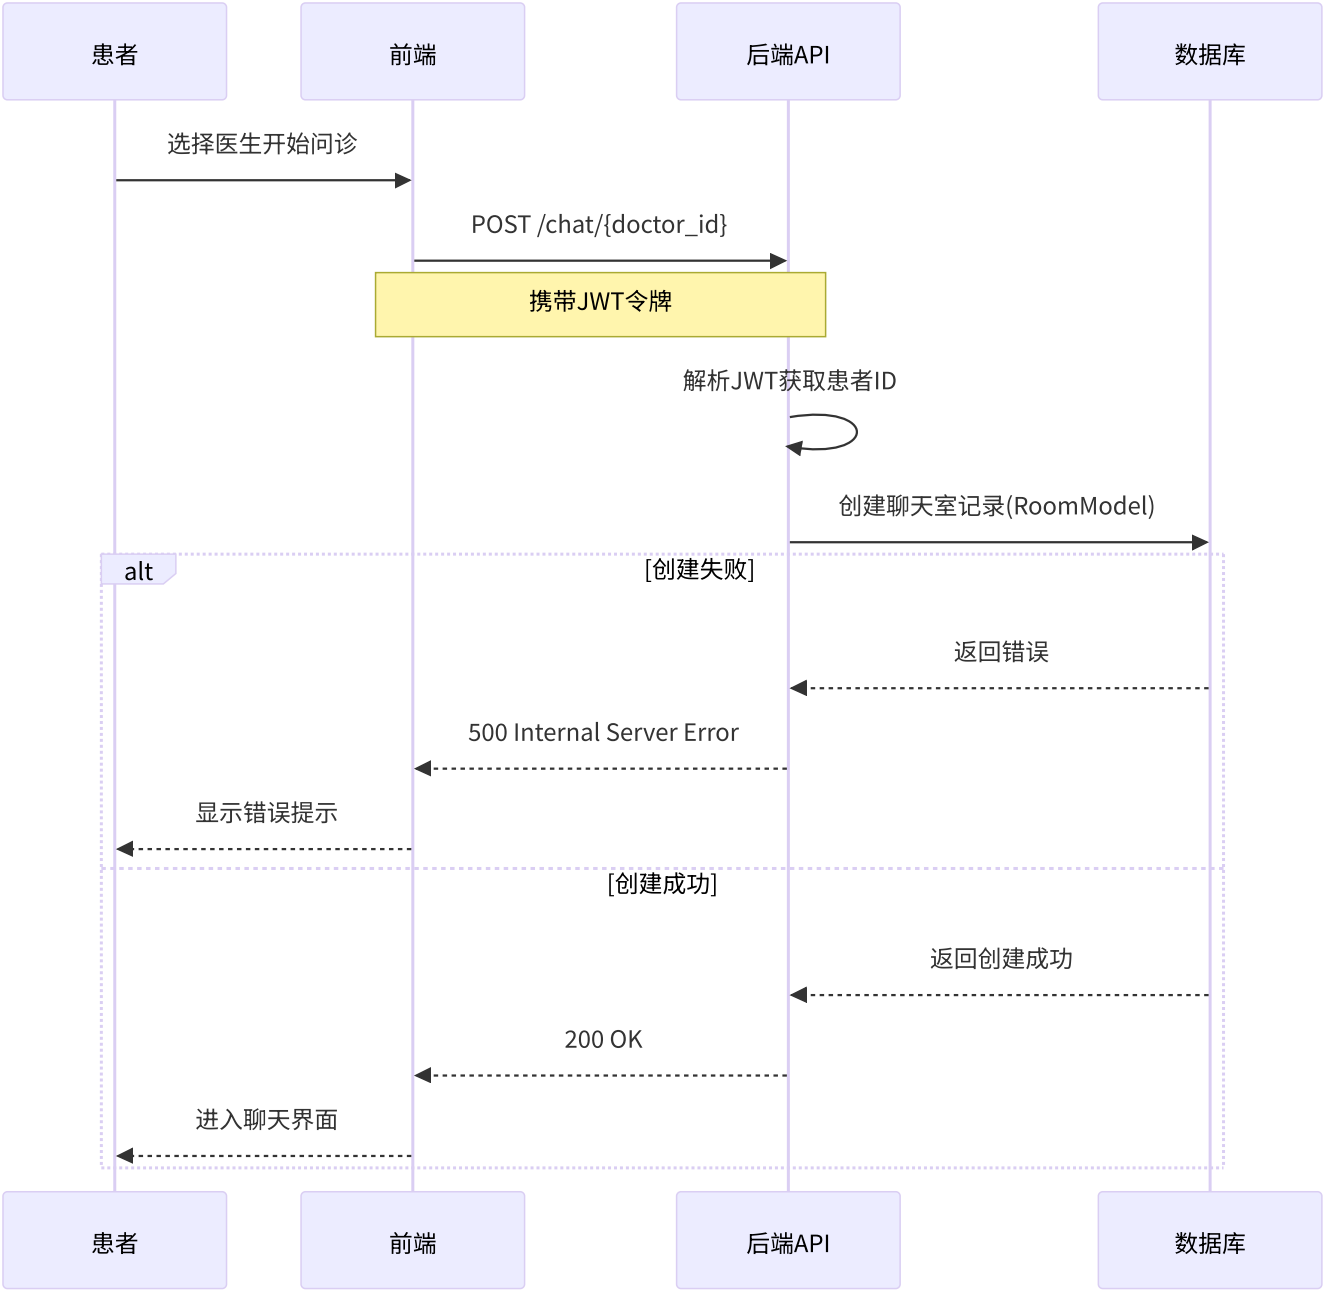 患者
前端
后端API
数据库
选择医生开始问诊
POST /chat/{doctor_id}
携带JWT令牌
解析JWT获取患者ID
创建聊天室记录(RoomModel)
alt
[创建失败]
返回错误
500 Internal Server Error
显示错误提示
[创建成功]
返回创建成功
200 OK
进入聊天界面
患者
前端
后端API
数据库